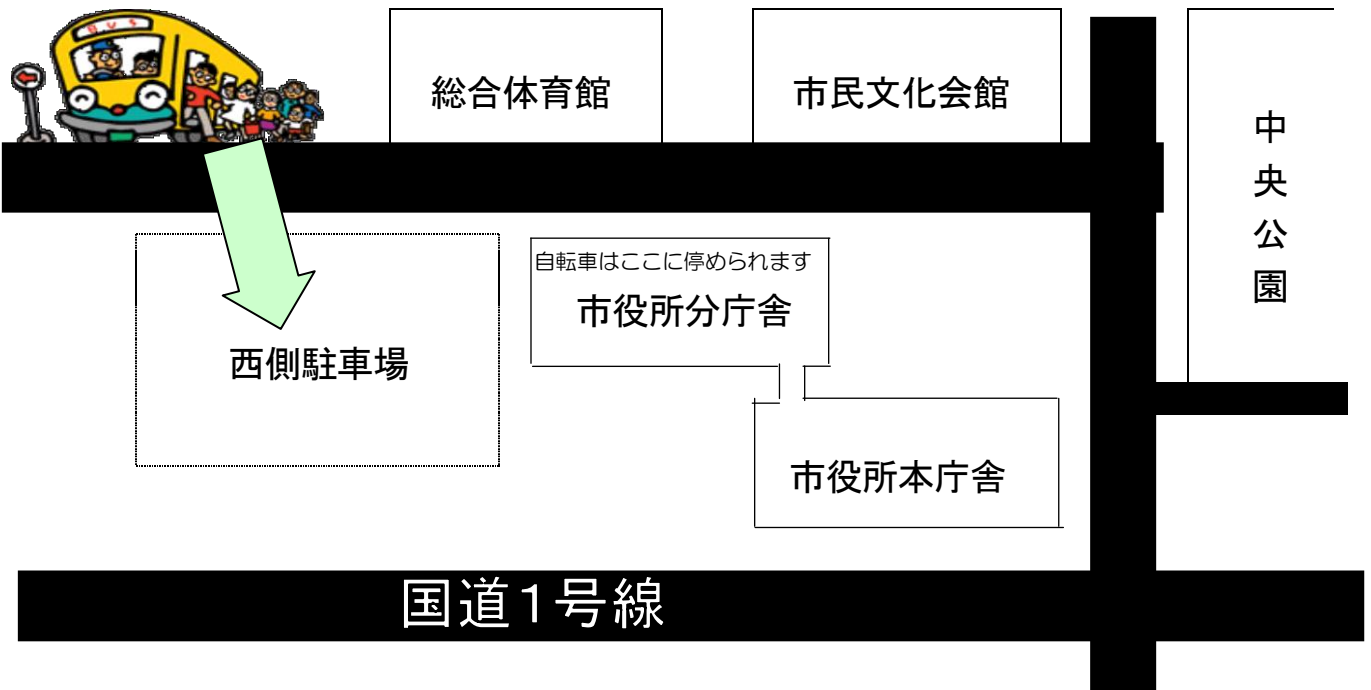 BUS
総合体育館
市民文化会館
中央公園
自転車はここに停められます
市役所分庁舎
西側駐車場
市役所本庁舎
国道1号線